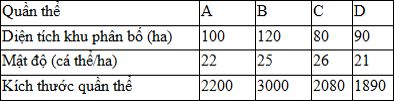 Quần thể A B C D
Diện tích khu phân bố (ha) 100 120 80 90
Mật độ (cá thể/ha) 22 25 26 21
Kích thước quần thể 2200 3000 2080 1890